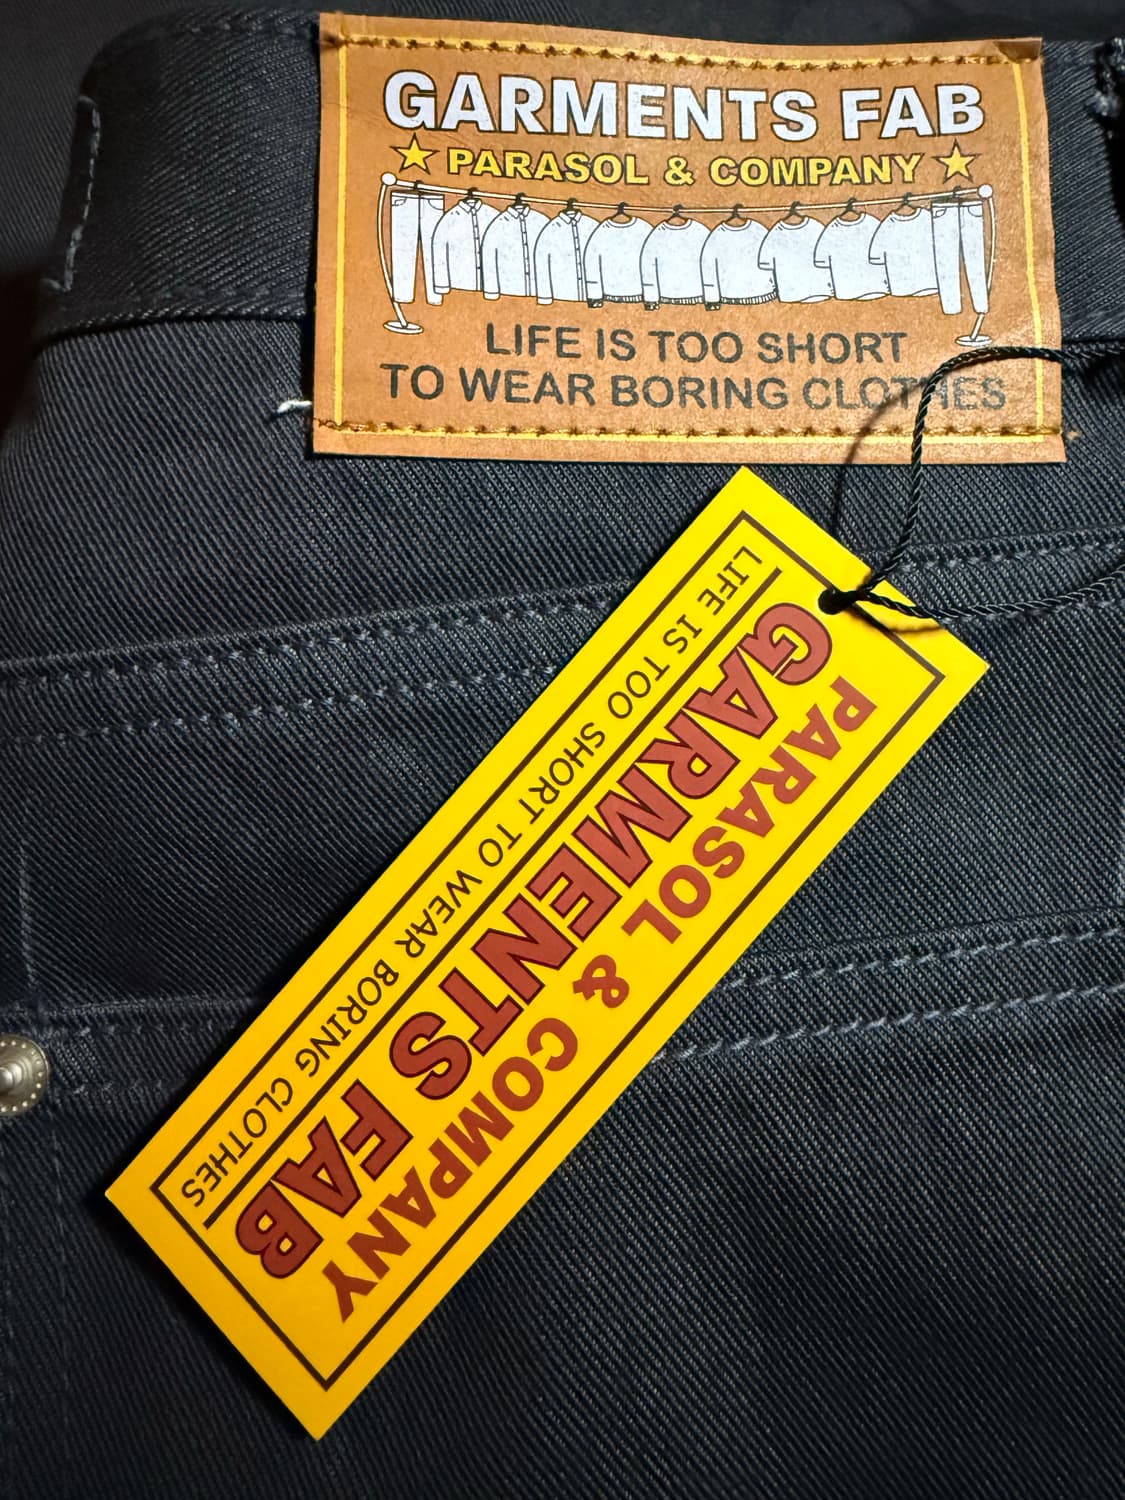 GARMENTS FAB
PARASOL & COMPANY
LIFE IS TOO SHORT
TO WEAR BORING CLOTHES
PARASOL & COMPANY
GARMENTS FAB
LIFE IS TOO SHORT TO WEAR BORING CLOTHES